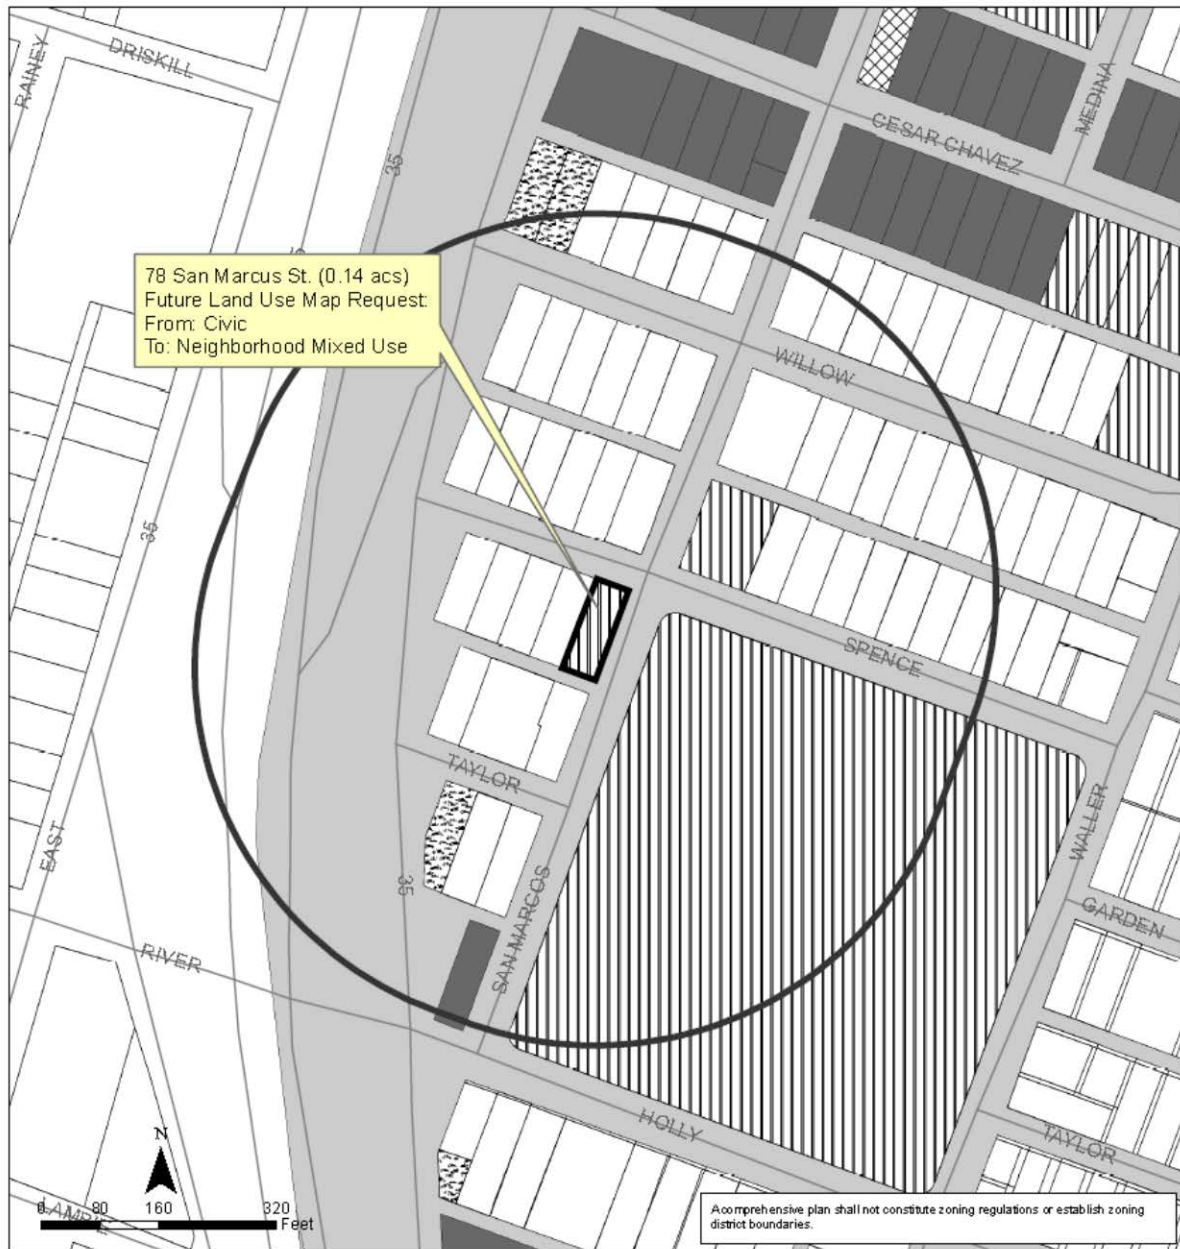 DRISKILL
RAINEY
MEDINA
CESAR CHAVEZ
35
78 San Marcus St. (0.14 acs)
Future Land Use Map Request:
From: Civic
To: Neighborhood Mixed Use
WILLOW
35
SPENCE
TAYLOR
WALLER
EAST
35
SAN MARCOS
GARDEN
RIVER
HOLLY
TAYLOR
N
0 80 160 320
Feet
A comprehensive plan shall not constitute zoning regulations or establish zoning
district boundaries.